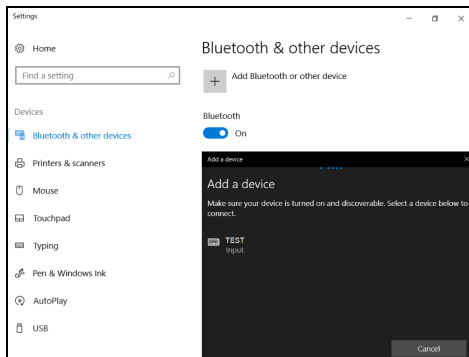 Settings
Home
Bluetooth & other devices
Find a setting
Add Bluetooth or other device
Devices
Bluetooth
Bluetooth & other devices
On
Printers & scanners
Add a device
Mouse
Add a device
Make sure your device is turned on and discoverable. Select a device below to
connect.
Touchpad
TEST
Input
Typing
Pen & Windows Ink
AutoPlay
USB
Cancel